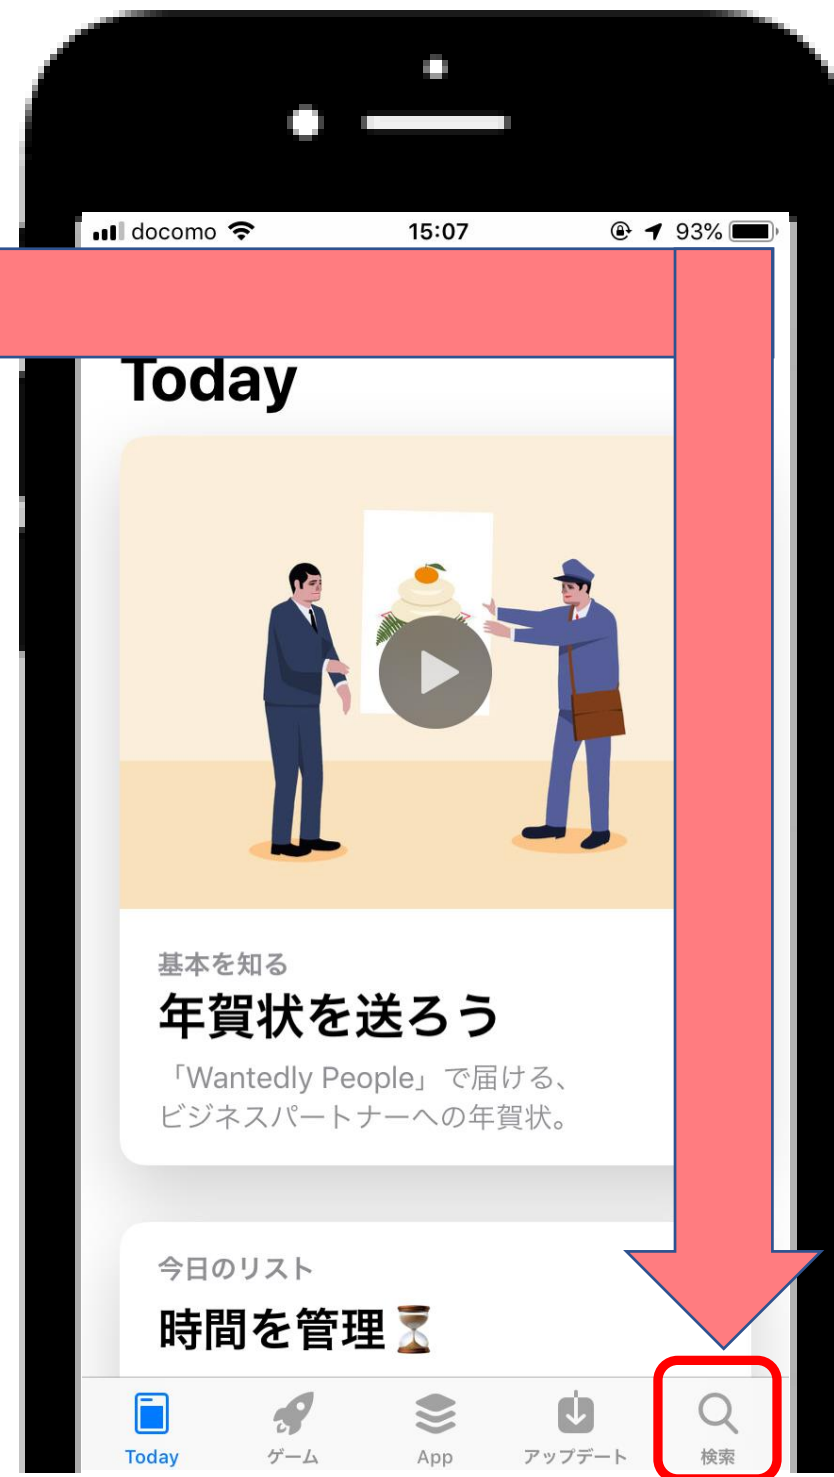 docomo 15:07 93%
Today
基本を知る
年賀状を送ろう
「Wantedly People」で届ける、
ビジネスパートナーへの年賀状。
今日のリスト
時間を管理⏳
Today ゲーム App アップデート 検索